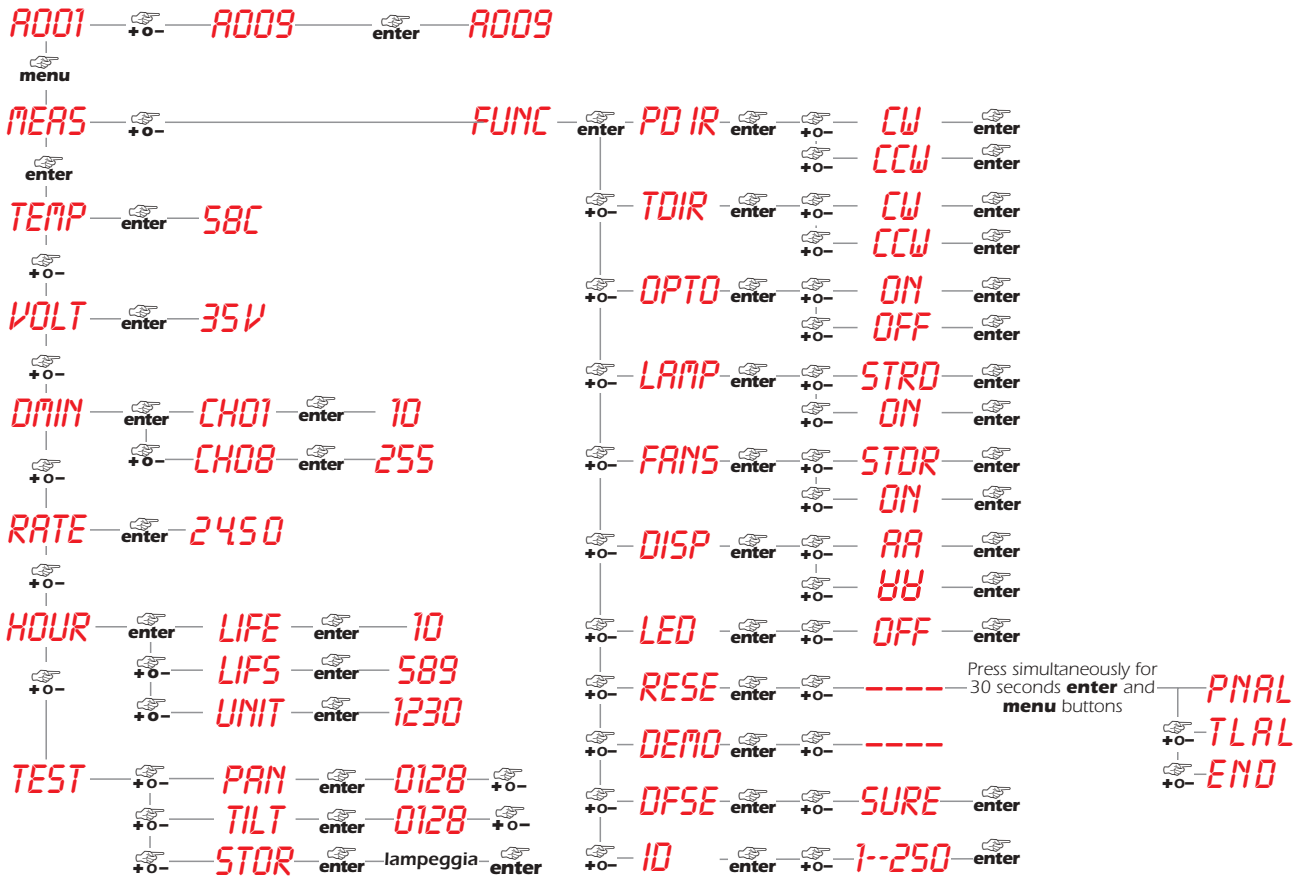 A001 +o- A009 enter A009
menu
MEAS +o- FUNC enter PDIR enter +o- CW enter
+o- CCW enter
enter
TEMP enter 58C +o- TDIR enter +o- CW enter
+o- CCW enter
+o-
VOLT enter 35V +o- OPTO enter +o- ON enter
+o- OFF enter
+o- +o- LAMP enter +o- STRD enter
DMIN enter CH01 enter 10 +o- ON enter
+o- CH08 enter 255 +o- FANS enter +o- STDR enter
+o- +o- ON enter
RATE enter 24.50 +o- DISP enter +o- AA enter
+o- +o- enter
HOUR enter LIFE enter 10 +o- LED enter +o- OFF enter
+o- LIFS enter 589 +o- RESE enter +o- ---- Press simultaneously for
30 seconds enter and
menu buttons
PNAL
+o- TLAL
+o- END
+o-
+o- UNIT enter 1230 +o- DEMO enter +o- ----
TEST +o- PAN enter 0128 +o- +o- DFSE enter +o- SURE enter
+o- TILT enter 0128 +o-
+o- STOR enter lampeggia enter +o- ID enter +o- 1--250 enter